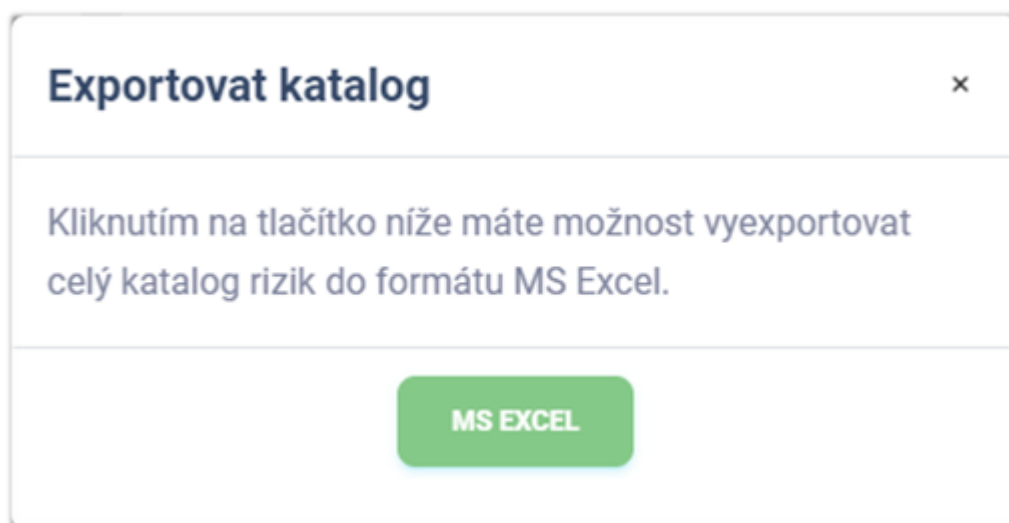 Exportovat katalog ×
Kliknutím na tlačítko níže máte možnost vyexportovat
celý katalog rizik do formátu MS Excel.
MS EXCEL